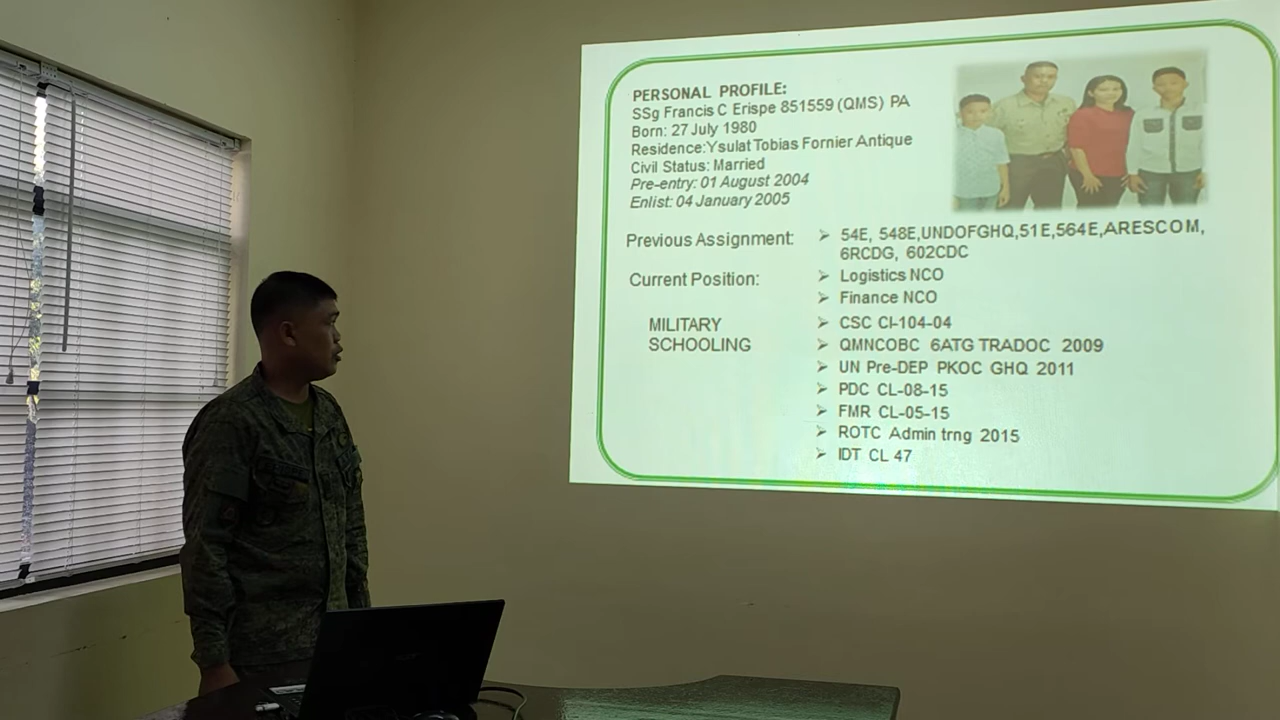 PERSONAL PROFILE:
SSg Francis C Erispe 851559 (QMS) PA
Born: 27 July 1980
Residence:Ysulat Tobias Fornier Antique
Civil Status: Married
Pre-entry: 01 August 2004
Enlist: 04 January 2005
Previous Assignment: ➢ 54E, 548E,UNDOFGHQ,51E,564E,ARESCOM,
6RCDG, 602CDC
Current Position: ➢ Logistics NCO
➢ Finance NCO
MILITARY ➢ CSC Cl-104-04
SCHOOLING ➢ QMNCOBC 6ATG TRADOC 2009
➢ UN Pre-DEP PKOC GHQ 2011
➢ PDC CL-08-15
➢ FMR CL-05-15
➢ ROTC Admin trng 2015
➢ IDT CL 47